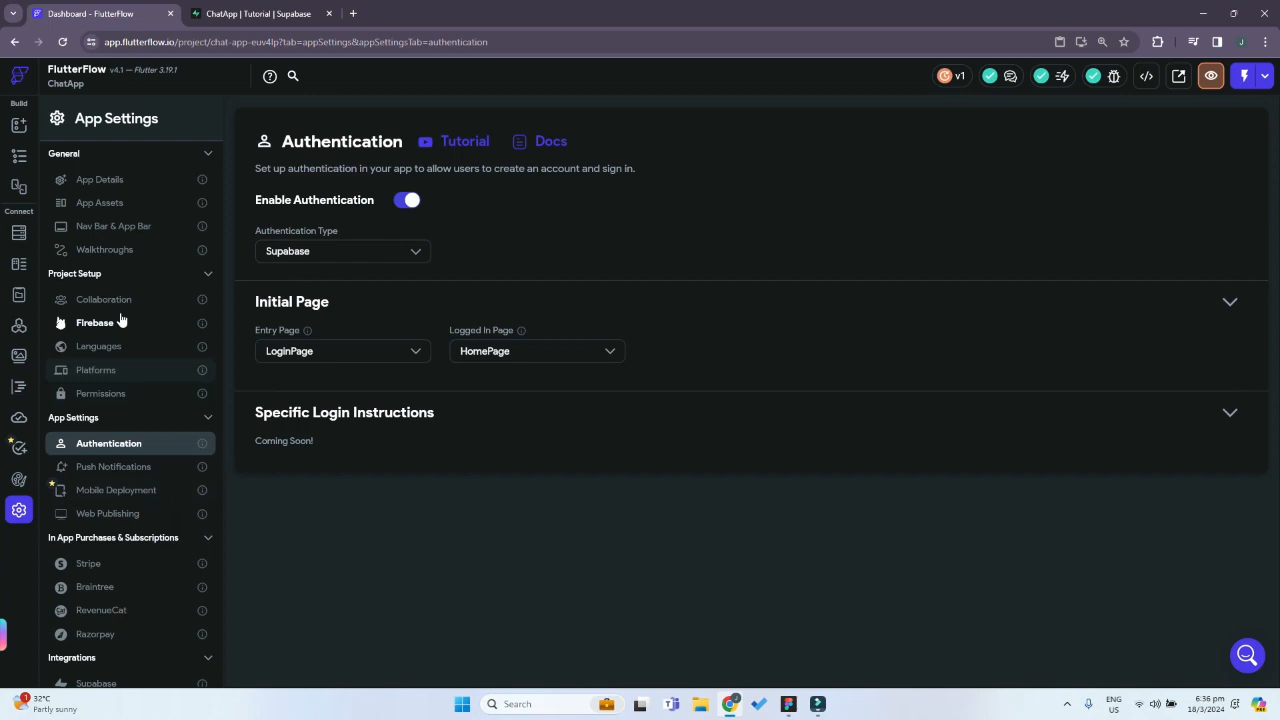 Dashboard - FlutterFlow
ChatApp | Tutorial | Supabase
app.flutterflow.io/project/chat-app-euv4lp?tab=appSettings&appSettingsTab=authentication
FlutterFlow v4.1 – Flutter 3.19.1
ChatApp
v1
Build
Connect
App Settings
General
App Details
App Assets
Nav Bar & App Bar
Walkthroughs
Project Setup
Collaboration
Firebase
Languages
Platforms
Permissions
App Settings
Authentication
Push Notifications
Mobile Deployment
Web Publishing
In App Purchases & Subscriptions
Stripe
Braintree
RevenueCat
Razorpay
Integrations
Supabase
Authentication Tutorial Docs
Set up authentication in your app to allow users to create an account and sign in.
Enable Authentication
Authentication Type
Supabase
Initial Page
Entry Page Logged In Page
LoginPage HomePage
Specific Login Instructions
Coming Soon!
1
32°C
Partly sunny
Search
ENG
US
6:36 pm
18/3/2024